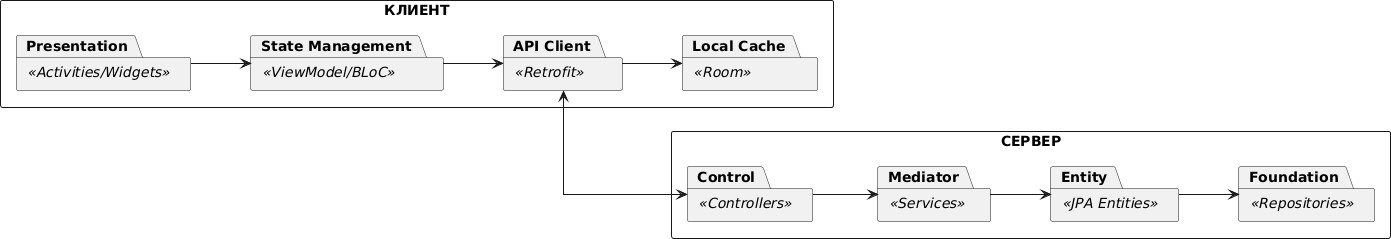 КЛИЕНТ
Presentation
«Activities/Widgets»
State Management
«ViewModel/BLoC»
API Client
«Retrofit»
Local Cache
«Room»
СЕРВЕР
Control
«Controllers»
Mediator
«Services»
Entity
«JPA Entities»
Foundation
«Repositories»